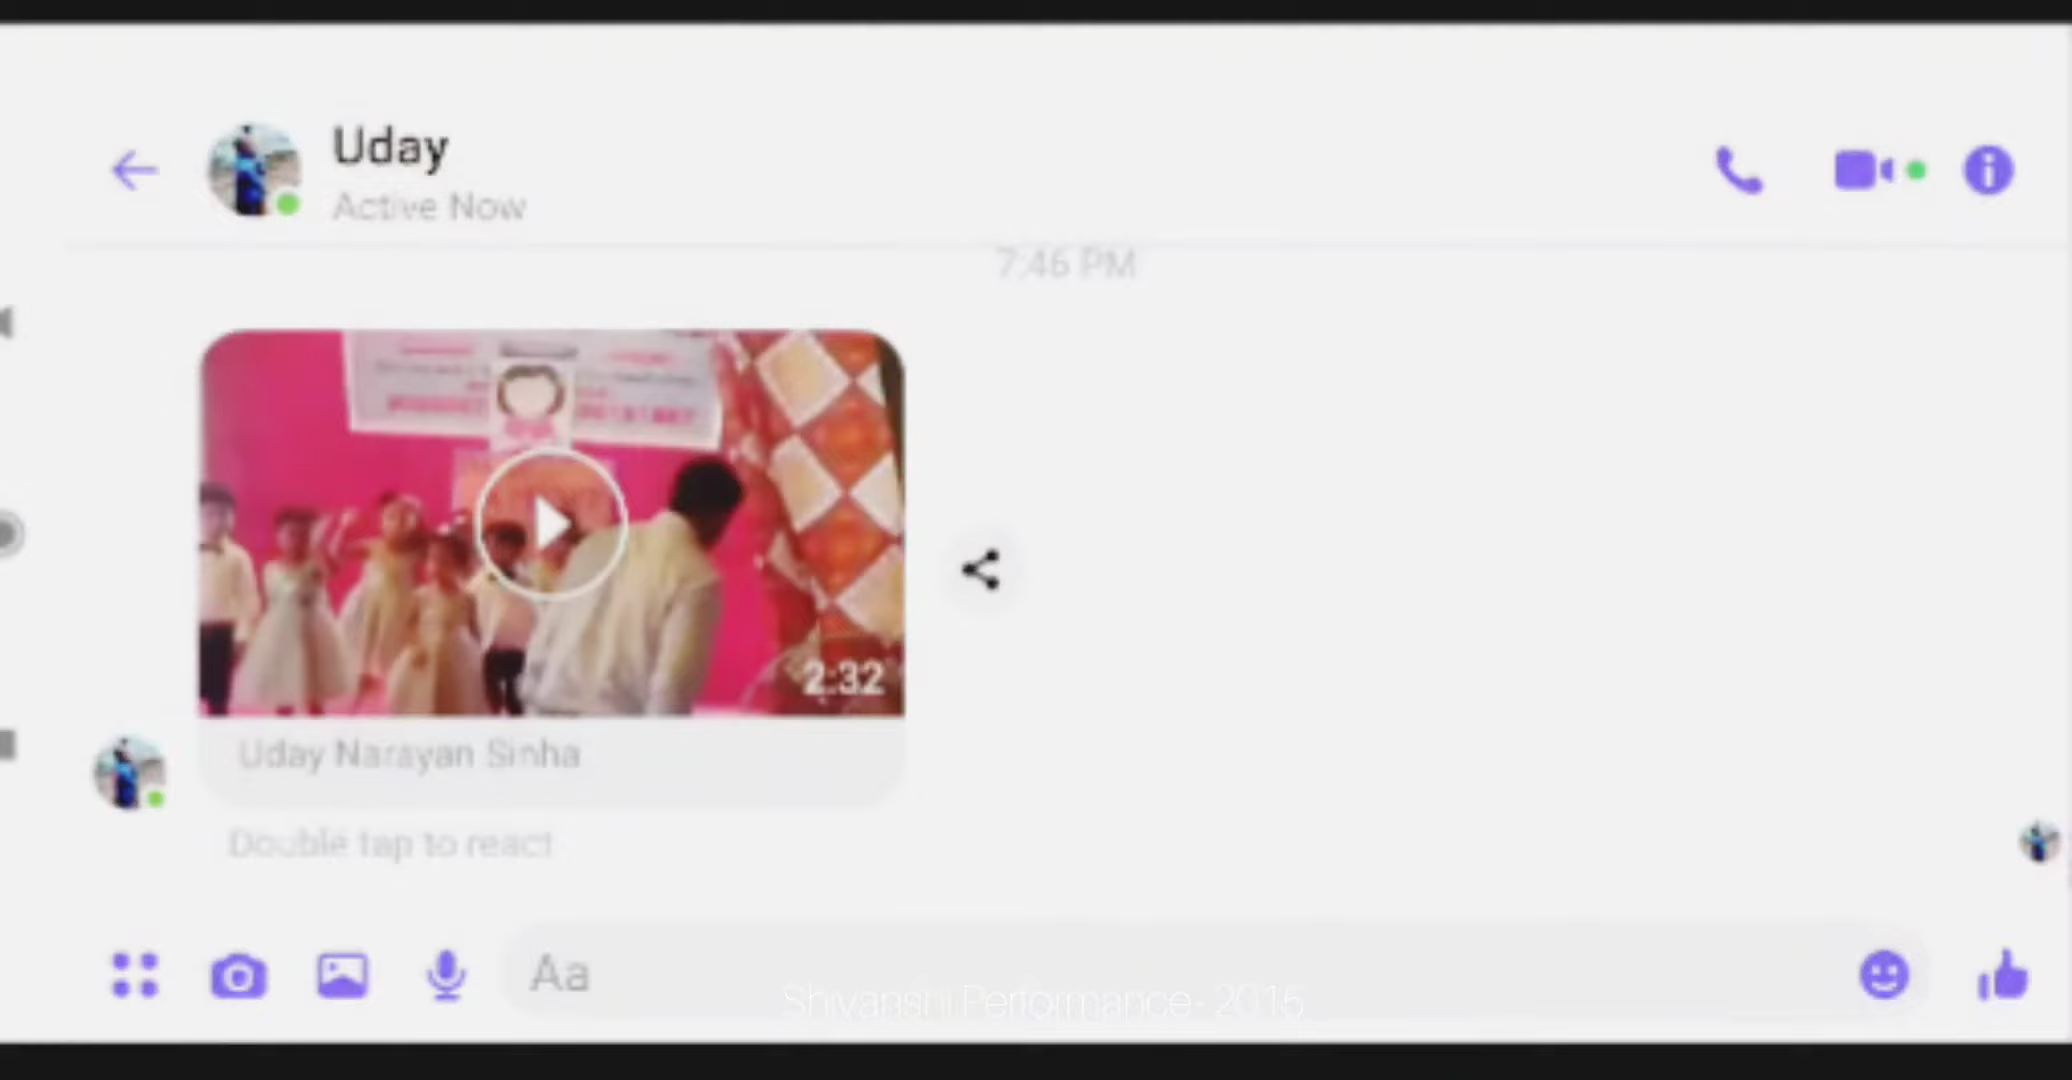 Uday
Active Now
7:46 PM
2:32
Uday Narayan Sinha
Double tap to react
Aa
Shivanshi Performance- 2015